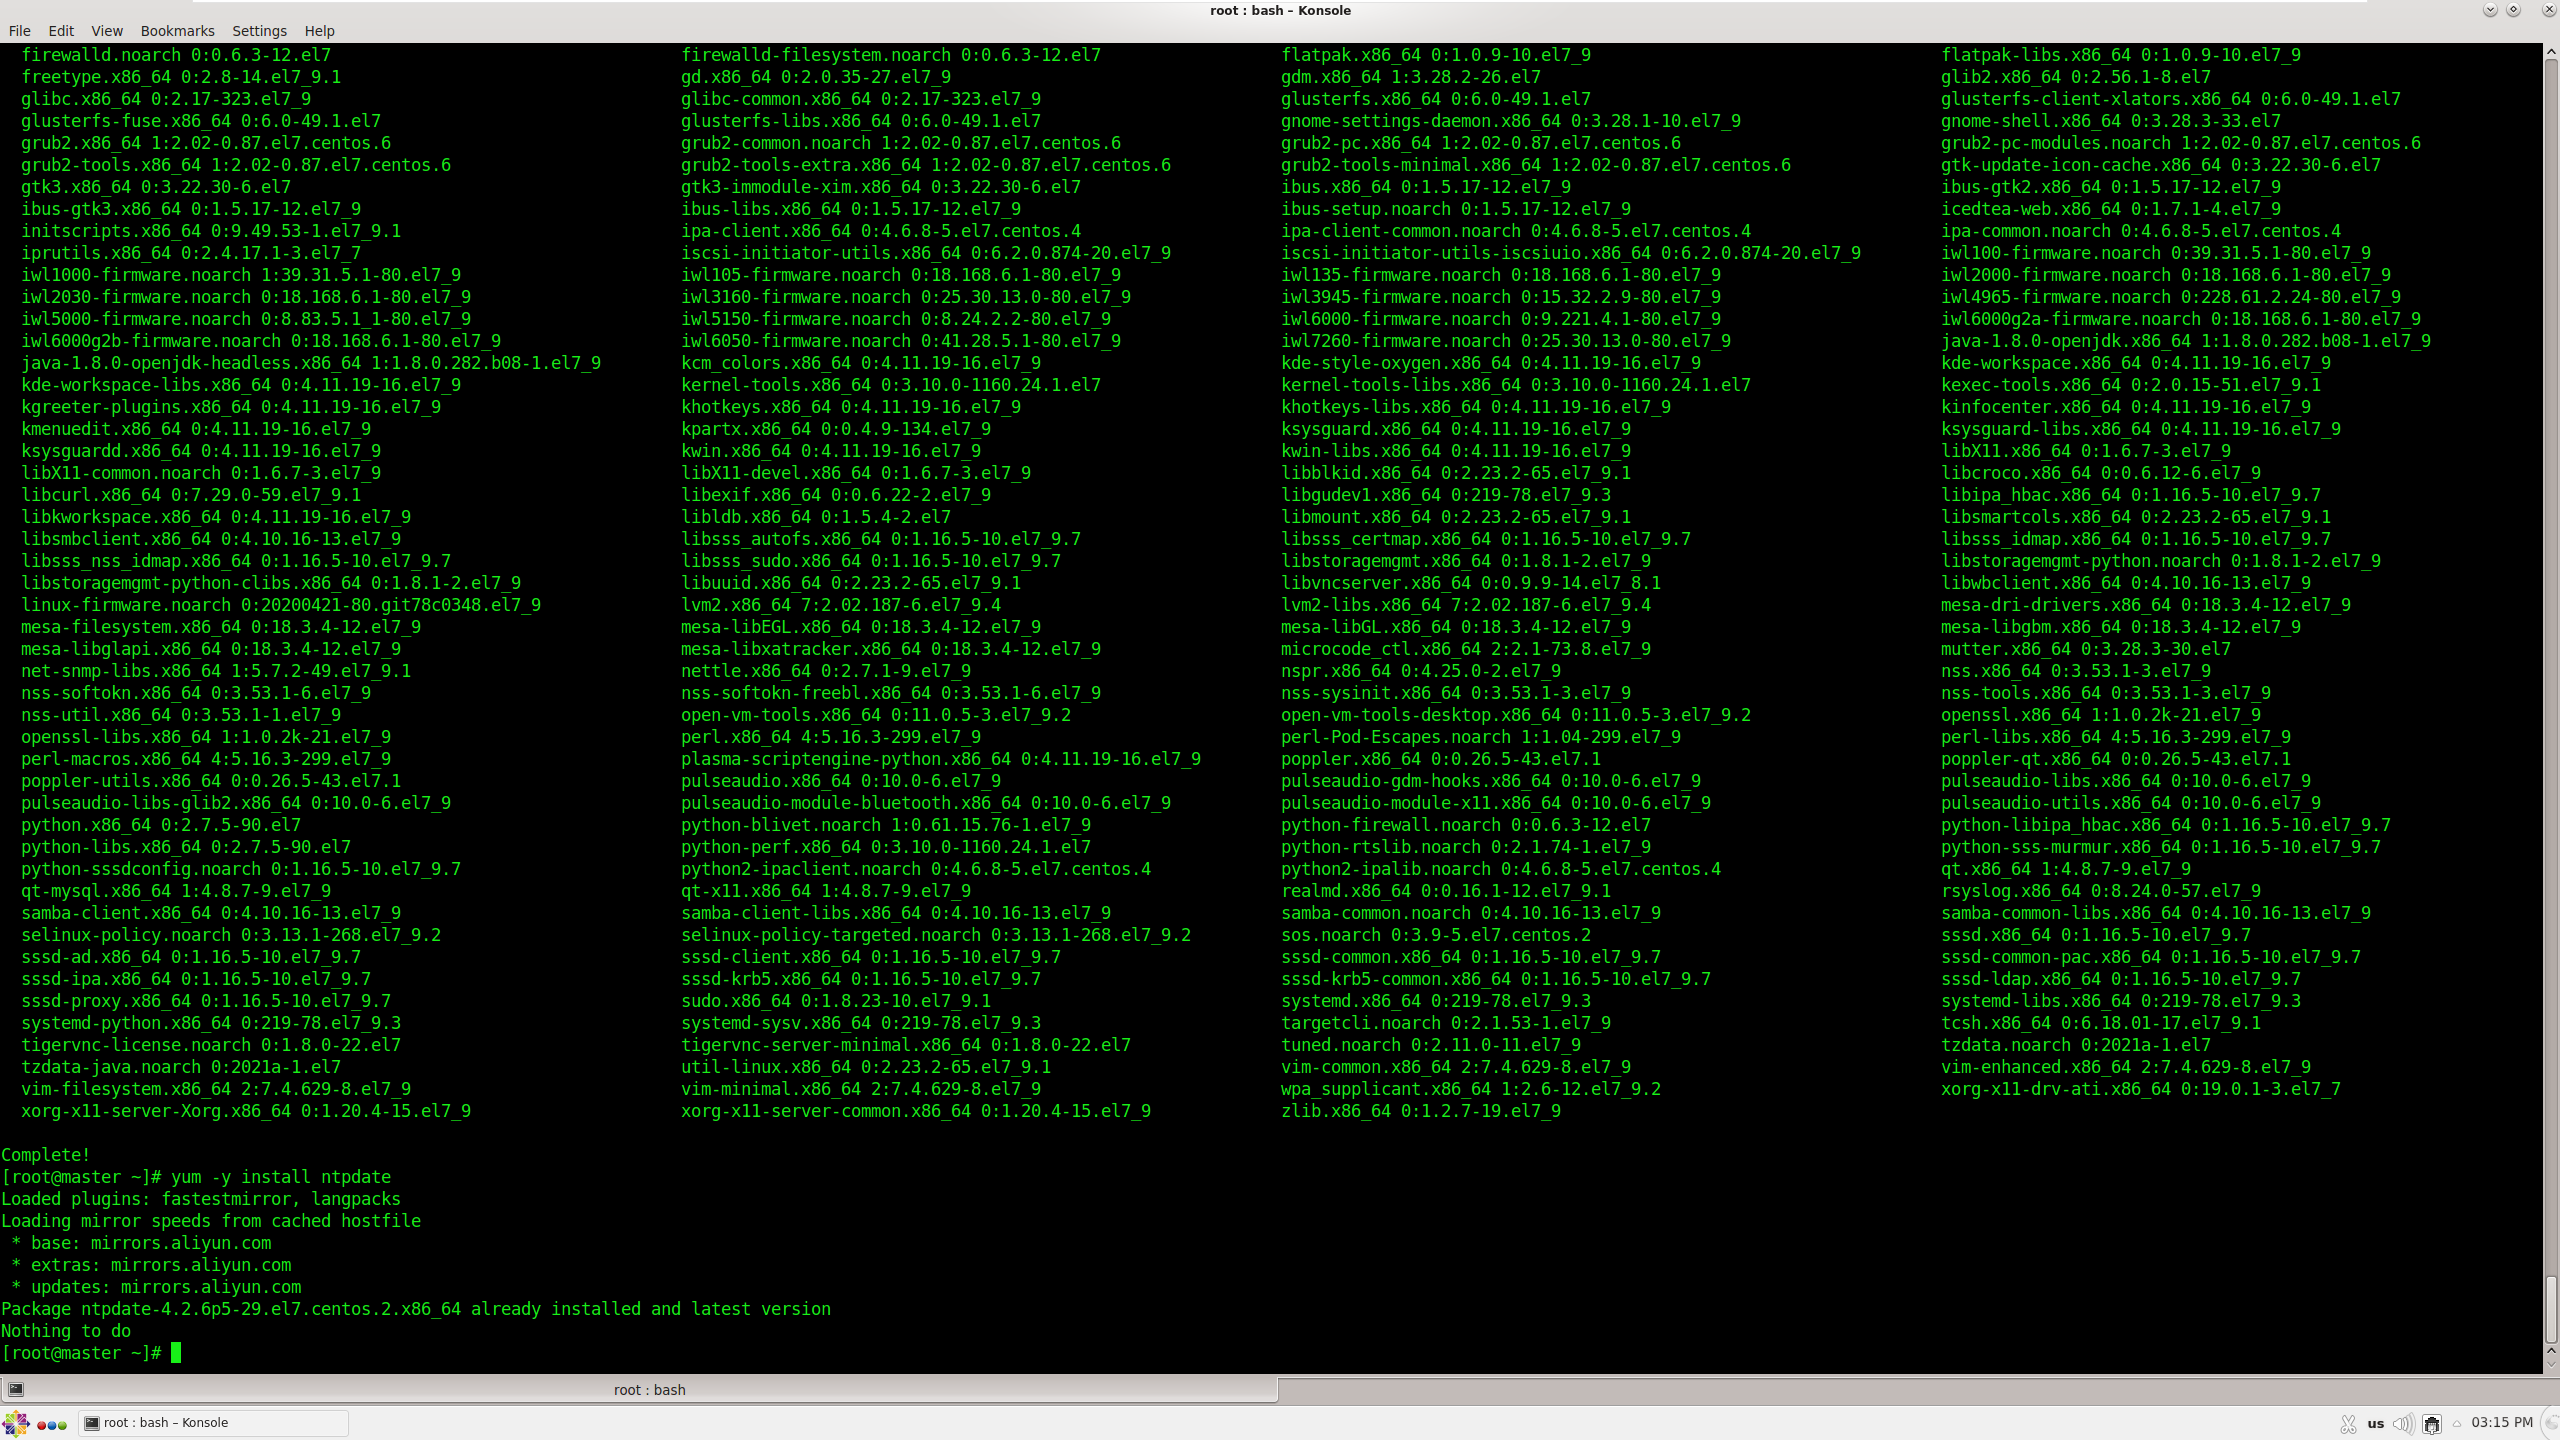 root : bash – Konsole
File Edit View Bookmarks Settings Help
firewalld.noarch 0:0.6.3-12.el7 firewalld-filesystem.noarch 0:0.6.3-12.el7 flatpak.x86_64 0:1.0.9-10.el7_9 flatpak-libs.x86_64 0:1.0.9-10.el7_9
freetype.x86_64 0:2.8-14.el7_9.1 gd.x86_64 0:2.0.35-27.el7_9 gdm.x86_64 1:3.28.2-26.el7 glib2.x86_64 0:2.56.1-8.el7
glibc.x86_64 0:2.17-323.el7_9 glibc-common.x86_64 0:2.17-323.el7_9 glusterfs.x86_64 0:6.0-49.1.el7 glusterfs-client-xlators.x86_64 0:6.0-49.1.el7
glusterfs-fuse.x86_64 0:6.0-49.1.el7 glusterfs-libs.x86_64 0:6.0-49.1.el7 gnome-settings-daemon.x86_64 0:3.28.1-10.el7_9 gnome-shell.x86_64 0:3.28.3-33.el7
grub2.x86_64 1:2.02-0.87.el7.centos.6 grub2-common.noarch 1:2.02-0.87.el7.centos.6 grub2-pc.x86_64 1:2.02-0.87.el7.centos.6 grub2-pc-modules.noarch 1:2.02-0.87.el7.centos.6
grub2-tools.x86_64 1:2.02-0.87.el7.centos.6 grub2-tools-extra.x86_64 1:2.02-0.87.el7.centos.6 grub2-tools-minimal.x86_64 1:2.02-0.87.el7.centos.6 gtk-update-icon-cache.x86_64 0:3.22.30-6.el7
gtk3.x86_64 0:3.22.30-6.el7 gtk3-immodule-xim.x86_64 0:3.22.30-6.el7 ibus.x86_64 0:1.5.17-12.el7_9 ibus-gtk2.x86_64 0:1.5.17-12.el7_9
ibus-gtk3.x86_64 0:1.5.17-12.el7_9 ibus-libs.x86_64 0:1.5.17-12.el7_9 ibus-setup.noarch 0:1.5.17-12.el7_9 icedtea-web.x86_64 0:1.7.1-4.el7_9
initscripts.x86_64 0:9.49.53-1.el7_9.1 ipa-client.x86_64 0:4.6.8-5.el7.centos.4 ipa-client-common.noarch 0:4.6.8-5.el7.centos.4 ipa-common.noarch 0:4.6.8-5.el7.centos.4
iprutils.x86_64 0:2.4.17.1-3.el7_7 iscsi-initiator-utils.x86_64 0:6.2.0.874-20.el7_9 iscsi-initiator-utils-iscsiuio.x86_64 0:6.2.0.874-20.el7_9 iwl100-firmware.noarch 0:39.31.5.1-80.el7_9
iwl1000-firmware.noarch 1:39.31.5.1-80.el7_9 iwl105-firmware.noarch 0:18.168.6.1-80.el7_9 iwl135-firmware.noarch 0:18.168.6.1-80.el7_9 iwl2000-firmware.noarch 0:18.168.6.1-80.el7_9
iwl2030-firmware.noarch 0:18.168.6.1-80.el7_9 iwl3160-firmware.noarch 0:25.30.13.0-80.el7_9 iwl3945-firmware.noarch 0:15.32.2.9-80.el7_9 iwl4965-firmware.noarch 0:228.61.2.24-80.el7_9
iwl5000-firmware.noarch 0:8.83.5.1_1-80.el7_9 iwl5150-firmware.noarch 0:8.24.2.2-80.el7_9 iwl6000-firmware.noarch 0:9.221.4.1-80.el7_9 iwl6000g2a-firmware.noarch 0:18.168.6.1-80.el7_9
iwl6000g2b-firmware.noarch 0:18.168.6.1-80.el7_9 iwl6050-firmware.noarch 0:41.28.5.1-80.el7_9 iwl7260-firmware.noarch 0:25.30.13.0-80.el7_9 java-1.8.0-openjdk.x86_64 1:1.8.0.282.b08-1.el7_9
java-1.8.0-openjdk-headless.x86_64 1:1.8.0.282.b08-1.el7_9 kcm_colors.x86_64 0:4.11.19-16.el7_9 kde-style-oxygen.x86_64 0:4.11.19-16.el7_9 kde-workspace.x86_64 0:4.11.19-16.el7_9
kde-workspace-libs.x86_64 0:4.11.19-16.el7_9 kernel-tools.x86_64 0:3.10.0-1160.24.1.el7 kernel-tools-libs.x86_64 0:3.10.0-1160.24.1.el7 kexec-tools.x86_64 0:2.0.15-51.el7_9.1
kgreeter-plugins.x86_64 0:4.11.19-16.el7_9 khotkeys.x86_64 0:4.11.19-16.el7_9 khotkeys-libs.x86_64 0:4.11.19-16.el7_9 kinfocenter.x86_64 0:4.11.19-16.el7_9
kmenuedit.x86_64 0:4.11.19-16.el7_9 kpartx.x86_64 0:0.4.9-134.el7_9 ksysguard.x86_64 0:4.11.19-16.el7_9 ksysguard-libs.x86_64 0:4.11.19-16.el7_9
ksysguardd.x86_64 0:4.11.19-16.el7_9 kwin.x86_64 0:4.11.19-16.el7_9 kwin-libs.x86_64 0:4.11.19-16.el7_9 libX11.x86_64 0:1.6.7-3.el7_9
libX11-common.noarch 0:1.6.7-3.el7_9 libX11-devel.x86_64 0:1.6.7-3.el7_9 libblkid.x86_64 0:2.23.2-65.el7_9.1 libcroco.x86_64 0:0.6.12-6.el7_9
libcurl.x86_64 0:7.29.0-59.el7_9.1 libexif.x86_64 0:0.6.22-2.el7_9 libgudev1.x86_64 0:219-78.el7_9.3 libipa_hbac.x86_64 0:1.16.5-10.el7_9.7
libkworkspace.x86_64 0:4.11.19-16.el7_9 libldb.x86_64 0:1.5.4-2.el7 libmount.x86_64 0:2.23.2-65.el7_9.1 libsmartcols.x86_64 0:2.23.2-65.el7_9.1
libsmbclient.x86_64 0:4.10.16-13.el7_9 libsss_autofs.x86_64 0:1.16.5-10.el7_9.7 libsss_certmap.x86_64 0:1.16.5-10.el7_9.7 libsss_idmap.x86_64 0:1.16.5-10.el7_9.7
libsss_nss_idmap.x86_64 0:1.16.5-10.el7_9.7 libsss_sudo.x86_64 0:1.16.5-10.el7_9.7 libstoragemgmt.x86_64 0:1.8.1-2.el7_9 libstoragemgmt-python.noarch 0:1.8.1-2.el7_9
libstoragemgmt-python-clibs.x86_64 0:1.8.1-2.el7_9 libuuid.x86_64 0:2.23.2-65.el7_9.1 libvncserver.x86_64 0:0.9.9-14.el7_8.1 libwbclient.x86_64 0:4.10.16-13.el7_9
linux-firmware.noarch 0:20200421-80.git78c0348.el7_9 lvm2.x86_64 7:2.02.187-6.el7_9.4 lvm2-libs.x86_64 7:2.02.187-6.el7_9.4 mesa-dri-drivers.x86_64 0:18.3.4-12.el7_9
mesa-filesystem.x86_64 0:18.3.4-12.el7_9 mesa-libEGL.x86_64 0:18.3.4-12.el7_9 mesa-libGL.x86_64 0:18.3.4-12.el7_9 mesa-libgbm.x86_64 0:18.3.4-12.el7_9
mesa-libglapi.x86_64 0:18.3.4-12.el7_9 mesa-libxatracker.x86_64 0:18.3.4-12.el7_9 microcode_ctl.x86_64 2:2.1-73.8.el7_9 mutter.x86_64 0:3.28.3-30.el7
net-snmp-libs.x86_64 1:5.7.2-49.el7_9.1 nettle.x86_64 0:2.7.1-9.el7_9 nspr.x86_64 0:4.25.0-2.el7_9 nss.x86_64 0:3.53.1-3.el7_9
nss-softokn.x86_64 0:3.53.1-6.el7_9 nss-softokn-freebl.x86_64 0:3.53.1-6.el7_9 nss-sysinit.x86_64 0:3.53.1-3.el7_9 nss-tools.x86_64 0:3.53.1-3.el7_9
nss-util.x86_64 0:3.53.1-1.el7_9 open-vm-tools.x86_64 0:11.0.5-3.el7_9.2 open-vm-tools-desktop.x86_64 0:11.0.5-3.el7_9.2 openssl.x86_64 1:1.0.2k-21.el7_9
openssl-libs.x86_64 1:1.0.2k-21.el7_9 perl.x86_64 4:5.16.3-299.el7_9 perl-Pod-Escapes.noarch 1:1.04-299.el7_9 perl-libs.x86_64 4:5.16.3-299.el7_9
perl-macros.x86_64 4:5.16.3-299.el7_9 plasma-scriptengine-python.x86_64 0:4.11.19-16.el7_9 poppler.x86_64 0:0.26.5-43.el7.1 poppler-qt.x86_64 0:0.26.5-43.el7.1
poppler-utils.x86_64 0:0.26.5-43.el7.1 pulseaudio.x86_64 0:10.0-6.el7_9 pulseaudio-gdm-hooks.x86_64 0:10.0-6.el7_9 pulseaudio-libs.x86_64 0:10.0-6.el7_9
pulseaudio-libs-glib2.x86_64 0:10.0-6.el7_9 pulseaudio-module-bluetooth.x86_64 0:10.0-6.el7_9 pulseaudio-module-x11.x86_64 0:10.0-6.el7_9 pulseaudio-utils.x86_64 0:10.0-6.el7_9
python.x86_64 0:2.7.5-90.el7 python-blivet.noarch 1:0.61.15.76-1.el7_9 python-firewall.noarch 0:0.6.3-12.el7 python-libipa_hbac.x86_64 0:1.16.5-10.el7_9.7
python-libs.x86_64 0:2.7.5-90.el7 python-perf.x86_64 0:3.10.0-1160.24.1.el7 python-rtslib.noarch 0:2.1.74-1.el7_9 python-sss-murmur.x86_64 0:1.16.5-10.el7_9.7
python-sssdconfig.noarch 0:1.16.5-10.el7_9.7 python2-ipaclient.noarch 0:4.6.8-5.el7.centos.4 python2-ipalib.noarch 0:4.6.8-5.el7.centos.4 qt.x86_64 1:4.8.7-9.el7_9
qt-mysql.x86_64 1:4.8.7-9.el7_9 qt-x11.x86_64 1:4.8.7-9.el7_9 realmd.x86_64 0:0.16.1-12.el7_9.1 rsyslog.x86_64 0:8.24.0-57.el7_9
samba-client.x86_64 0:4.10.16-13.el7_9 samba-client-libs.x86_64 0:4.10.16-13.el7_9 samba-common.noarch 0:4.10.16-13.el7_9 samba-common-libs.x86_64 0:4.10.16-13.el7_9
selinux-policy.noarch 0:3.13.1-268.el7_9.2 selinux-policy-targeted.noarch 0:3.13.1-268.el7_9.2 sos.noarch 0:3.9-5.el7.centos.2 sssd.x86_64 0:1.16.5-10.el7_9.7
sssd-ad.x86_64 0:1.16.5-10.el7_9.7 sssd-client.x86_64 0:1.16.5-10.el7_9.7 sssd-common.x86_64 0:1.16.5-10.el7_9.7 sssd-common-pac.x86_64 0:1.16.5-10.el7_9.7
sssd-ipa.x86_64 0:1.16.5-10.el7_9.7 sssd-krb5.x86_64 0:1.16.5-10.el7_9.7 sssd-krb5-common.x86_64 0:1.16.5-10.el7_9.7 sssd-ldap.x86_64 0:1.16.5-10.el7_9.7
sssd-proxy.x86_64 0:1.16.5-10.el7_9.7 sudo.x86_64 0:1.8.23-10.el7_9.1 systemd.x86_64 0:219-78.el7_9.3 systemd-libs.x86_64 0:219-78.el7_9.3
systemd-python.x86_64 0:219-78.el7_9.3 systemd-sysv.x86_64 0:219-78.el7_9.3 targetcli.noarch 0:2.1.53-1.el7_9 tcsh.x86_64 0:6.18.01-17.el7_9.1
tigervnc-license.noarch 0:1.8.0-22.el7 tigervnc-server-minimal.x86_64 0:1.8.0-22.el7 tuned.noarch 0:2.11.0-11.el7_9 tzdata.noarch 0:2021a-1.el7
tzdata-java.noarch 0:2021a-1.el7 util-linux.x86_64 0:2.23.2-65.el7_9.1 vim-common.x86_64 2:7.4.629-8.el7_9 vim-enhanced.x86_64 2:7.4.629-8.el7_9
vim-filesystem.x86_64 2:7.4.629-8.el7_9 vim-minimal.x86_64 2:7.4.629-8.el7_9 wpa_supplicant.x86_64 1:2.6-12.el7_9.2 xorg-x11-drv-ati.x86_64 0:19.0.1-3.el7_7
xorg-x11-server-Xorg.x86_64 0:1.20.4-15.el7_9 xorg-x11-server-common.x86_64 0:1.20.4-15.el7_9 zlib.x86_64 0:1.2.7-19.el7_9
Complete!
[root@master ~]# yum -y install ntpdate
Loaded plugins: fastestmirror, langpacks
Loading mirror speeds from cached hostfile
* base: mirrors.aliyun.com
* extras: mirrors.aliyun.com
* updates: mirrors.aliyun.com
Package ntpdate-4.2.6p5-29.el7.centos.2.x86_64 already installed and latest version
Nothing to do
[root@master ~]#
root : bash
root : bash – Konsole us 03:15 PM